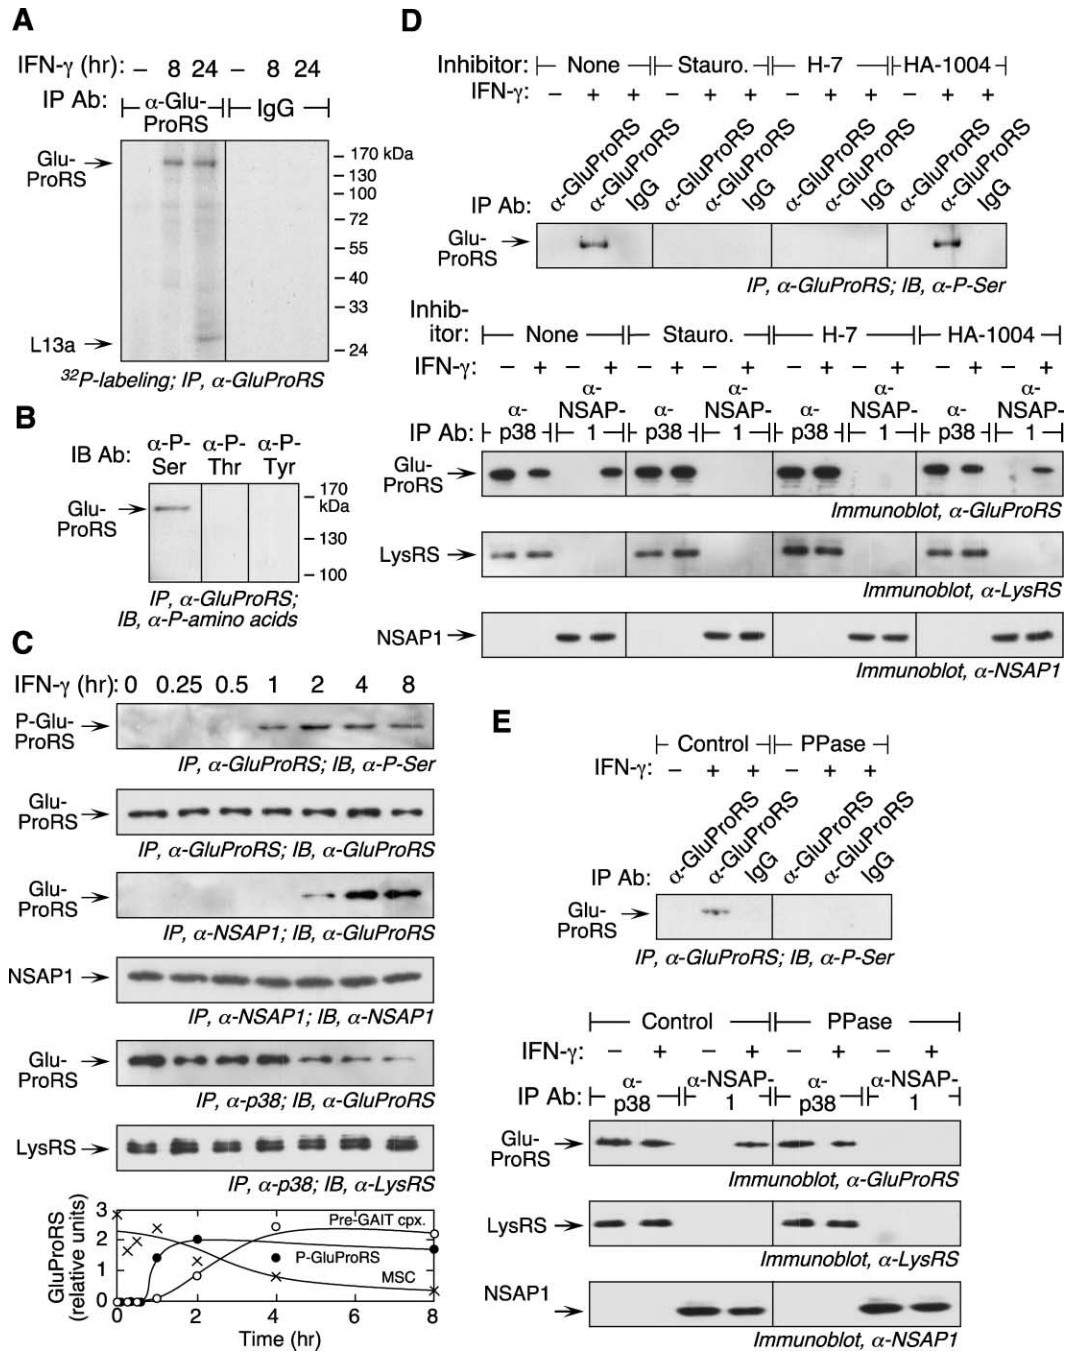 A
IFN-γ (hr): – 8 24 – 8 24
IP Ab: α-Glu-ProRS IgG
Glu-ProRS
170 kDa
130
100
72
55
40
33
24
L13a
32P-labeling; IP, α-GluProRS
B
IB Ab: α-P-Ser α-P-Thr α-P-Tyr
Glu-ProRS
170 kDa
130
100
IP, α-GluProRS;
IB, α-P-amino acids
C
IFN-γ (hr): 0 0.25 0.5 1 2 4 8
P-Glu-ProRS
IP, α-GluProRS; IB, α-P-Ser
Glu-ProRS
IP, α-GluProRS; IB, α-GluProRS
Glu-ProRS
IP, α-NSAP1; IB, α-GluProRS
NSAP1
IP, α-NSAP1; IB, α-NSAP1
Glu-ProRS
IP, α-p38; IB, α-GluProRS
LysRS
IP, α-p38; IB, α-LysRS
GluProRS
(relative units)
3
2
1
0
Pre-GAIT cpx.
P-GluProRS
MSC
0 2 4 6 8
Time (hr)
D
Inhibitor: None Stauro. H-7 HA-1004
IFN-γ: – + + – + + – + + – + +
IP Ab: α-GluProRS α-GluProRS IgG α-GluProRS α-GluProRS IgG α-GluProRS α-GluProRS IgG α-GluProRS α-GluProRS IgG
Glu-ProRS
IP, α-GluProRS; IB, α-P-Ser
Inhib-
itor: None Stauro. H-7 HA-1004
IFN-γ: – + – + – + – + – + – + – + – +
IP Ab: α-p38 α-NSAP-1 α-p38 α-NSAP-1 α-p38 α-NSAP-1 α-p38 α-NSAP-1
Glu-ProRS
Immunoblot, α-GluProRS
LysRS
Immunoblot, α-LysRS
NSAP1
Immunoblot, α-NSAP1
E
Control PPase
IFN-γ: – + + – + +
IP Ab: α-GluProRS α-GluProRS IgG α-GluProRS α-GluProRS IgG
Glu-ProRS
IP, α-GluProRS; IB, α-P-Ser
Control PPase
IFN-γ: – + – + – + – +
IP Ab: α-p38 α-NSAP-1 α-p38 α-NSAP-1
Glu-ProRS
Immunoblot, α-GluProRS
LysRS
Immunoblot, α-LysRS
NSAP1
Immunoblot, α-NSAP1